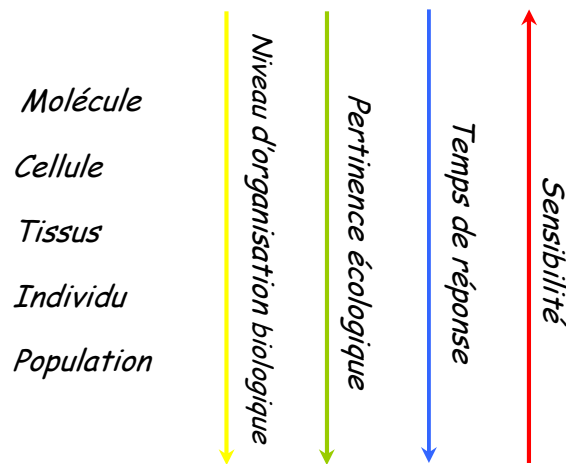 Molécule
Cellule
Tissus
Individu
Population
Niveau d'organisation biologique
Pertinence écologique
Temps de réponse
Sensibilité